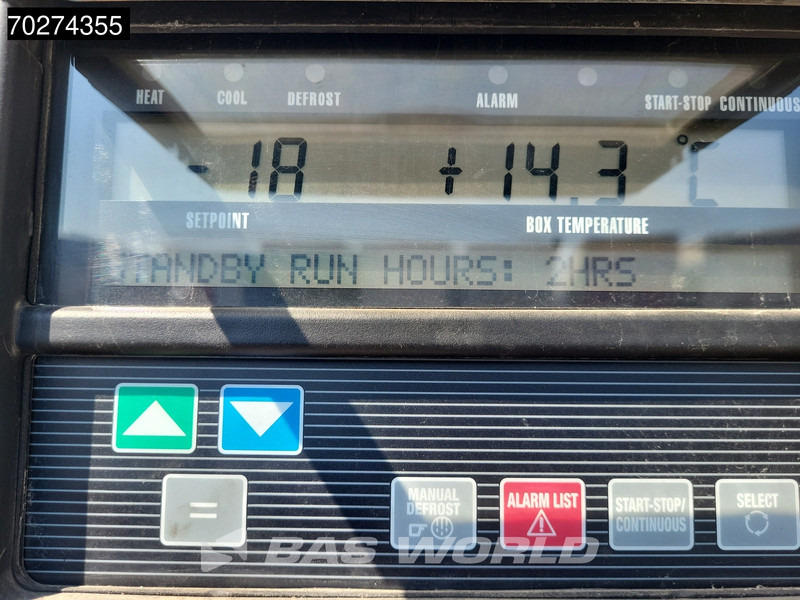 70274355
HEAT COOL DEFROST ALARM START-STOP CONTINUOUS
-18 +14.3 °C
SETPOINT BOX TEMPERATURE
STANDBY RUN HOURS: 2HRS
=
MANUAL DEFROST
ALARM LIST
START-STOP/
CONTINUOUS
SELECT
BAS WORLD